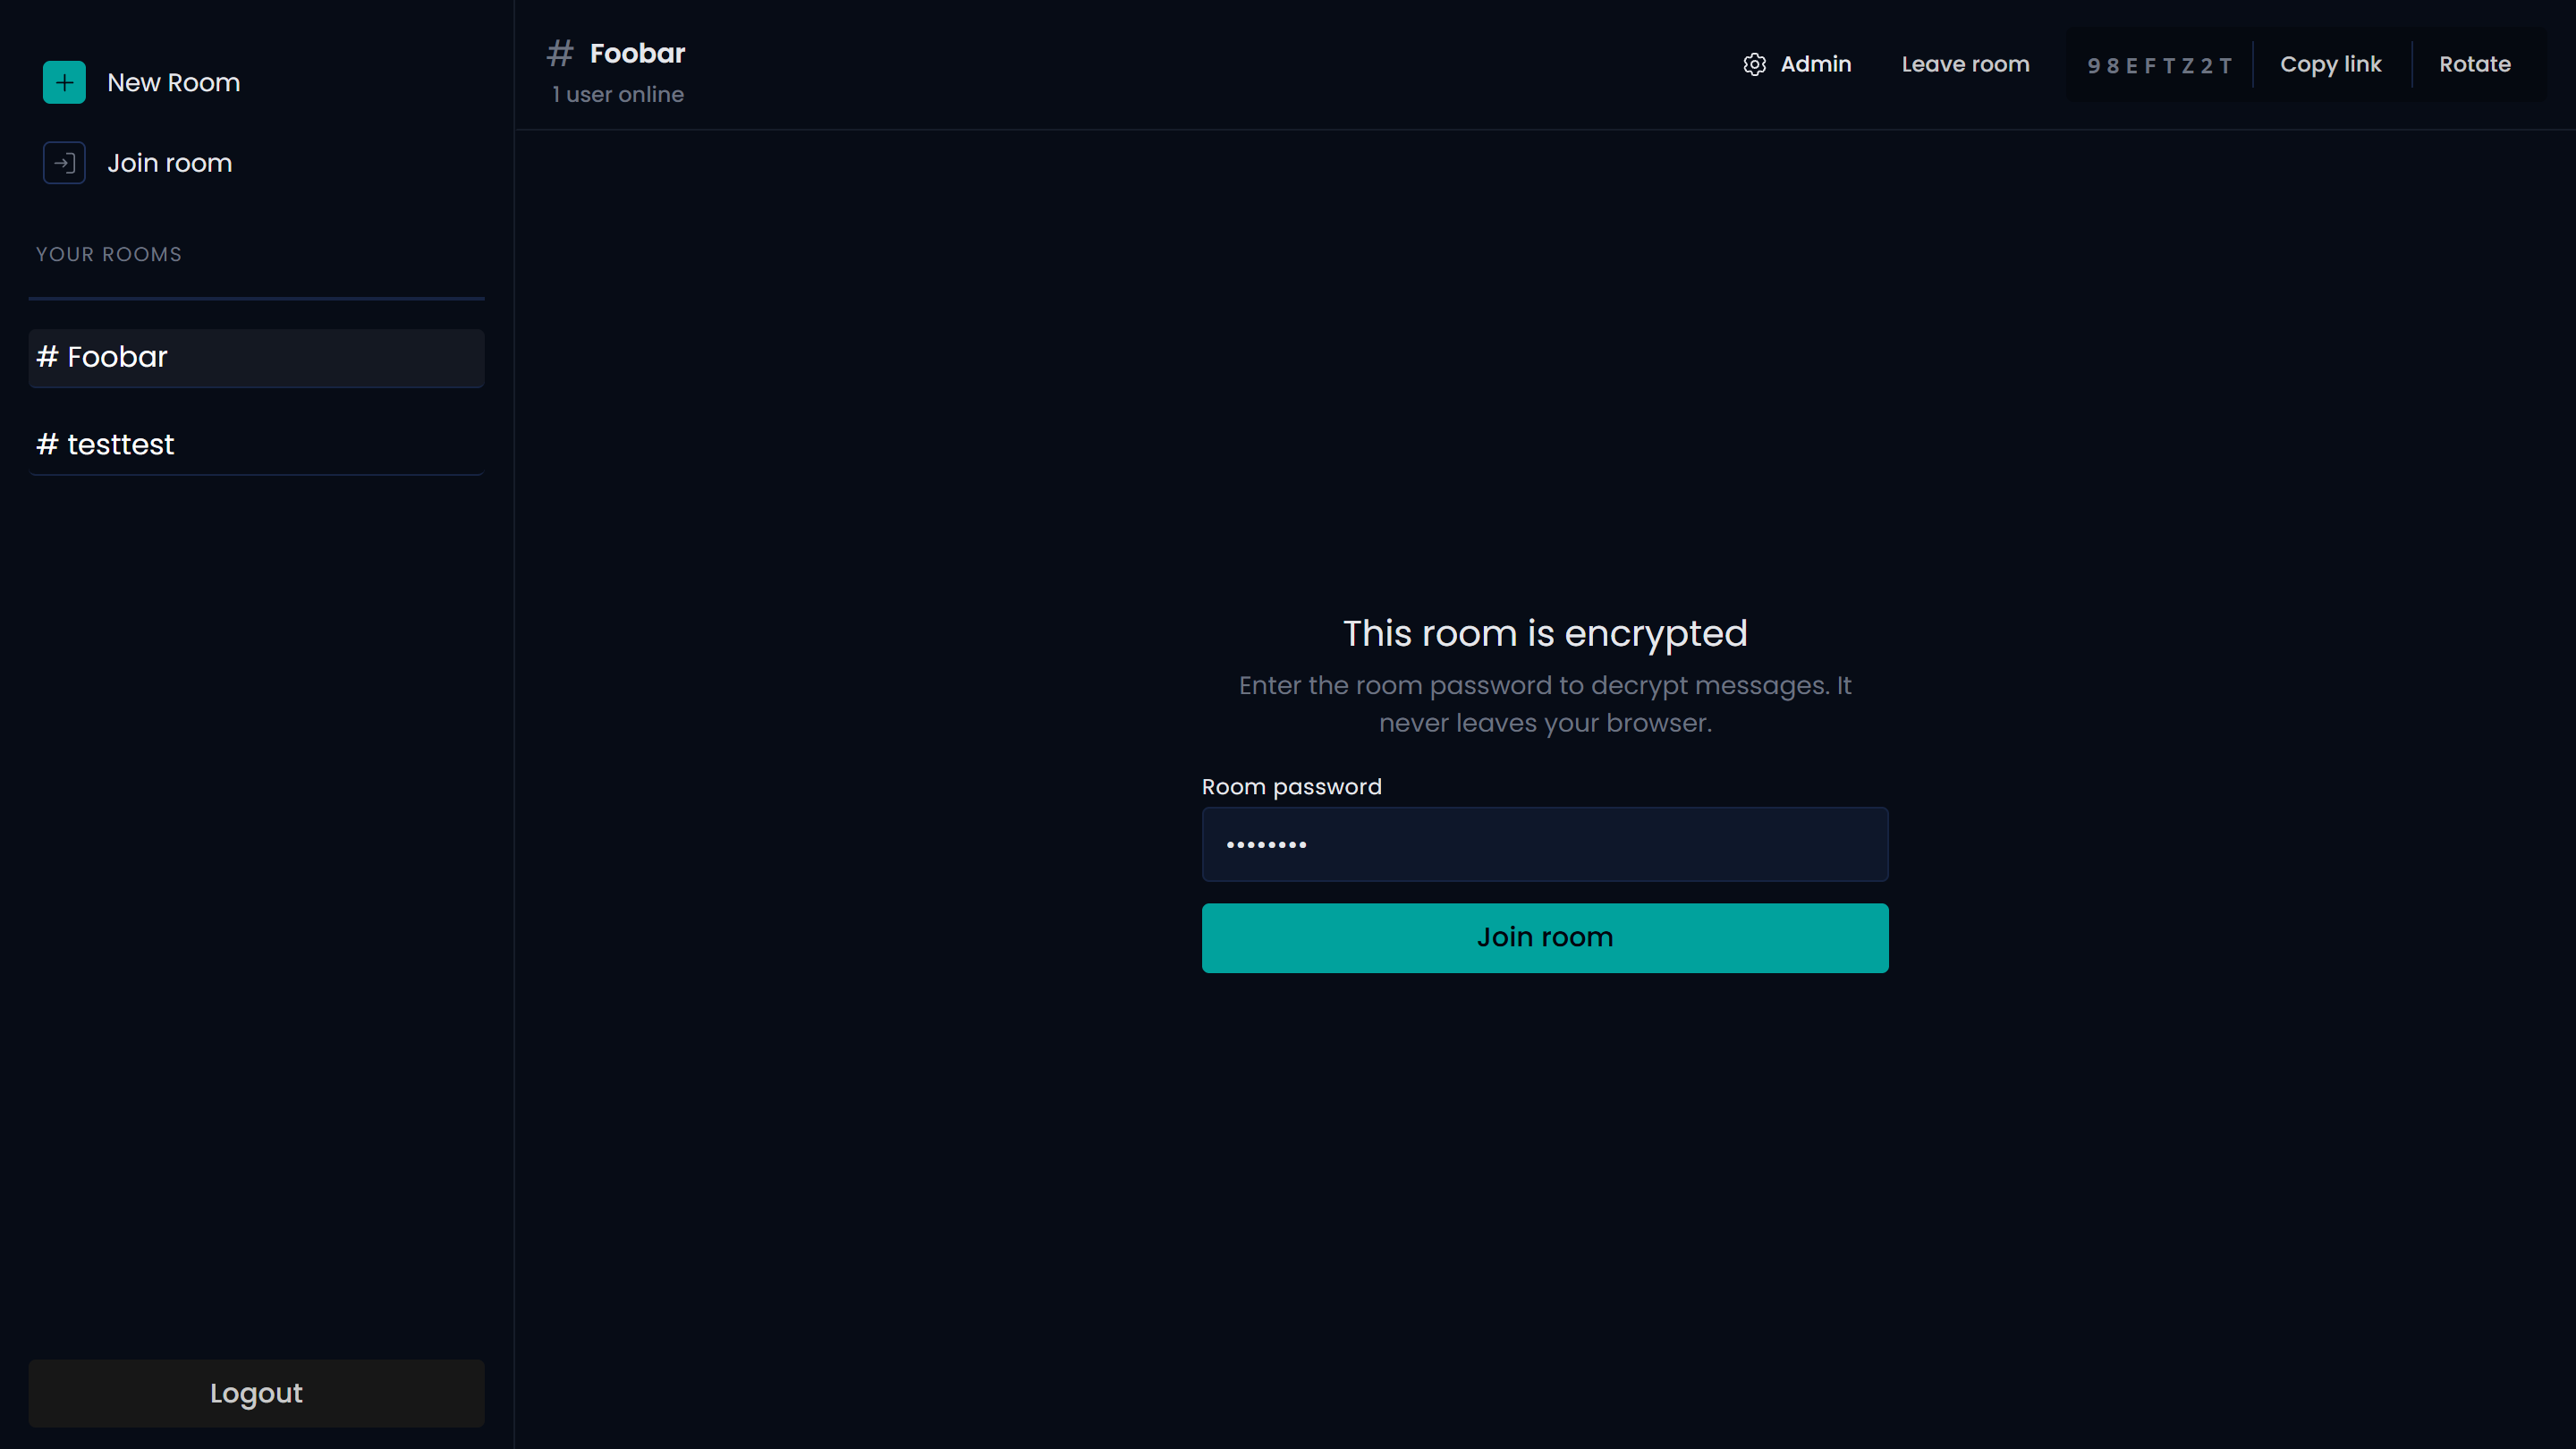 New Room
Join room
YOUR ROOMS
# Foobar
# testtest
Logout
# Foobar
1 user online
Admin
Leave room
98EFTZ2T
Copy link
Rotate
This room is encrypted
Enter the room password to decrypt messages. It
never leaves your browser.
Room password
••••••••
Join room